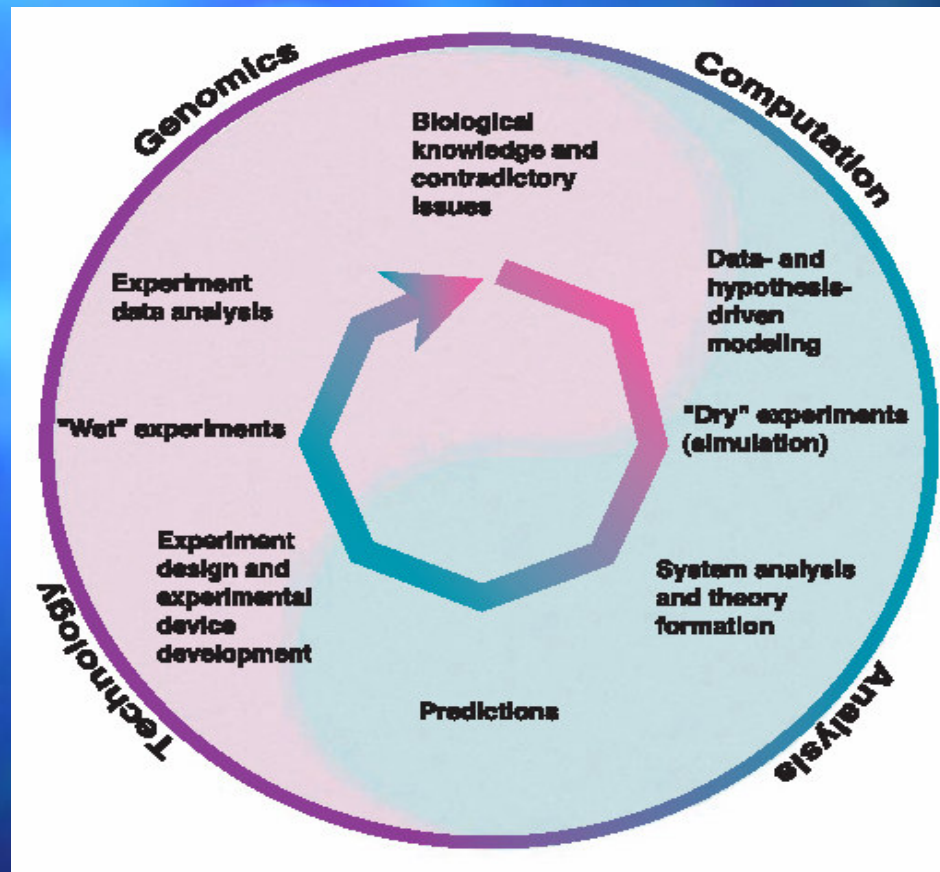 Genomics
Computation
Biological
knowledge and
contradictory
issues
Data- and
hypothesis-
driven
modeling
"Dry" experiments
(simulation)
System analysis
and theory
formation
Predictions
Experiment
design and
experimental
device
development
"Wet" experiments
Experiment
data analysis
Technology
Analysis